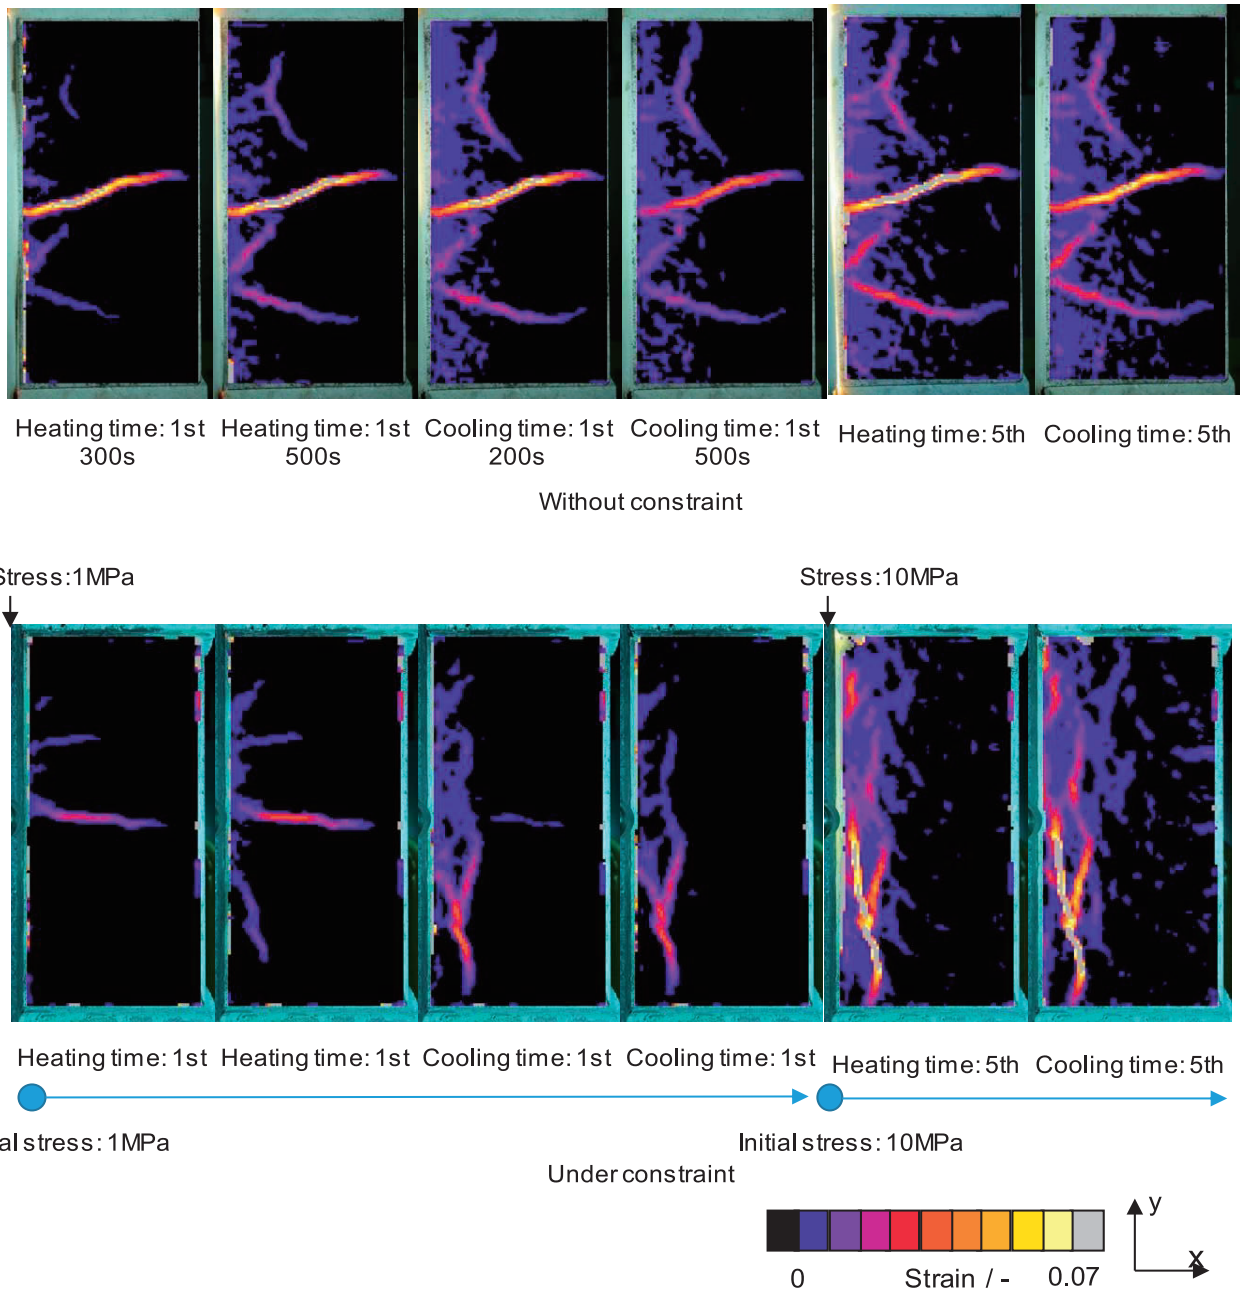 Heating time: 1st 300s
Heating time: 1st 500s
Cooling time: 1st 200s
Cooling time: 1st 500s
Heating time: 5th
Cooling time: 5th
Without constraint
Stress:1MPa
Stress:10MPa
Heating time: 1st
Heating time: 1st
Cooling time: 1st
Cooling time: 1st
Heating time: 5th
Cooling time: 5th
al stress: 1MPa
Initial stress: 10MPa
Under constraint
y
x
0
Strain / -
0.07